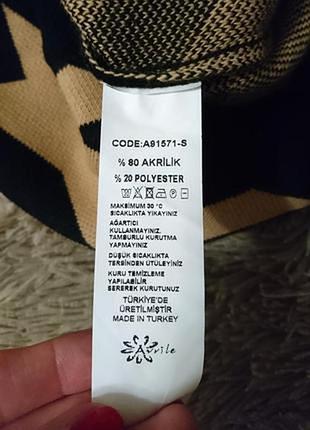 CODE:A91571-S
% 80 AKRİLİK
% 20 POLYESTER
MAKSİMUM 30 °C
SICAKLIKTA YIKAYINIZ
AĞARTICI
KULLANMAYINIZ.
TAMBURLU KURUTMA
YAPMAYINIZ
DÜŞÜK SICAKLIKTA
TERSİNDEN ÜTÜLEYİNİZ
KURU TEMİZLEME
YAPILABİLİR
SEREREK KURUTUNUZ
TÜRKİYE'DE
ÜRETİLMİŞTİR
MADE IN TURKEY
Avrile